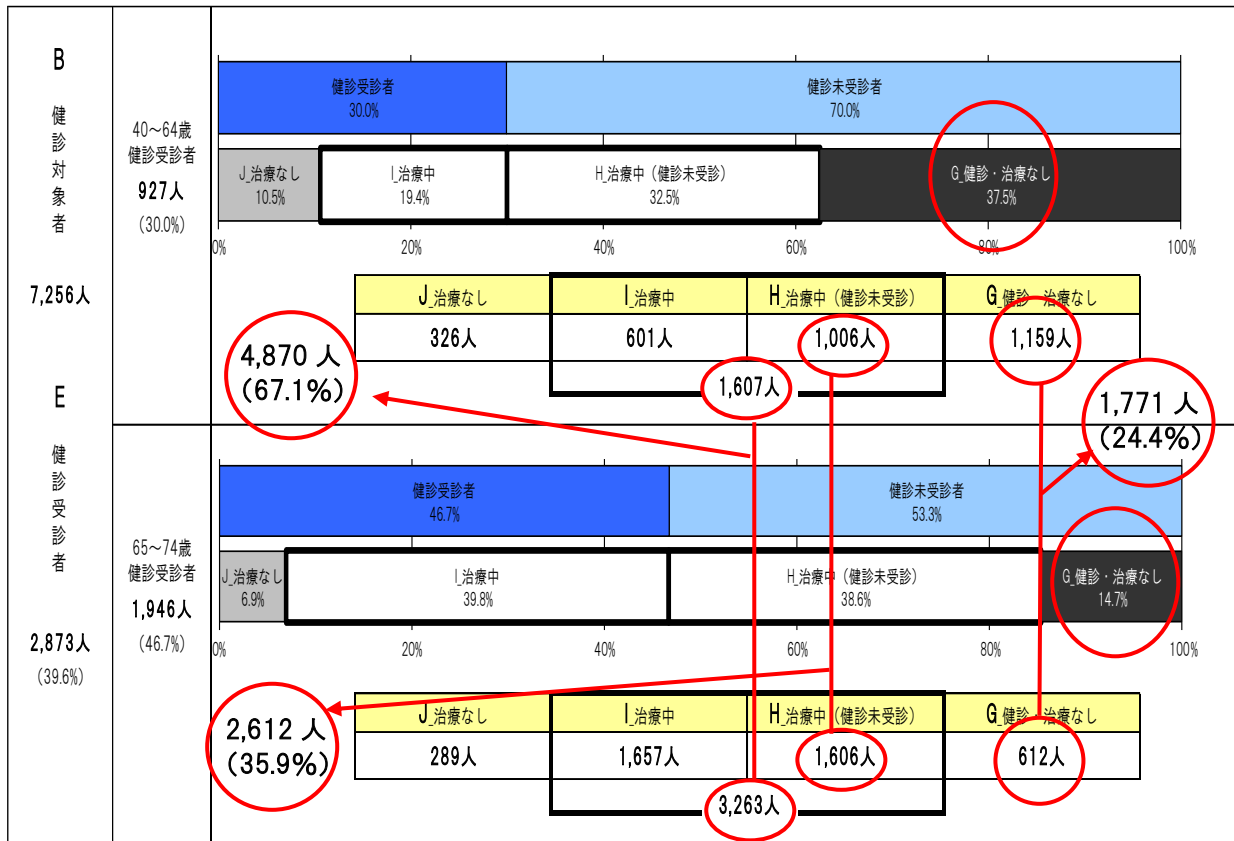 B
健
診
対
象
者
7,256人
E
健
診
受
診
者
2,873人
(39.6%)
40～64歳
健診受診者
927人
(30.0%)
健診受診者
30.0%
健診未受診者
70.0%
J_治療なし
10.5%
I_治療中
19.4%
H_治療中（健診未受診）
32.5%
G_健診・治療なし
37.5%
0%
20%
40%
60%
80%
100%
J_治療なし
I_治療中
H_治療中（健診未受診）
G_健診・治療なし
326人
601人
1,006人
1,159人
1,607人
4,870 人
(67.1%)
1,771 人
(24.4%)
65～74歳
健診受診者
1,946人
(46.7%)
健診受診者
46.7%
健診未受診者
53.3%
J_治療なし
6.9%
I_治療中
39.8%
H_治療中（健診未受診）
38.6%
G_健診・治療なし
14.7%
0%
20%
40%
60%
80%
100%
J_治療なし
I_治療中
H_治療中（健診未受診）
G_健診・治療なし
289人
1,657人
1,606人
612人
3,263人
2,612 人
(35.9%)